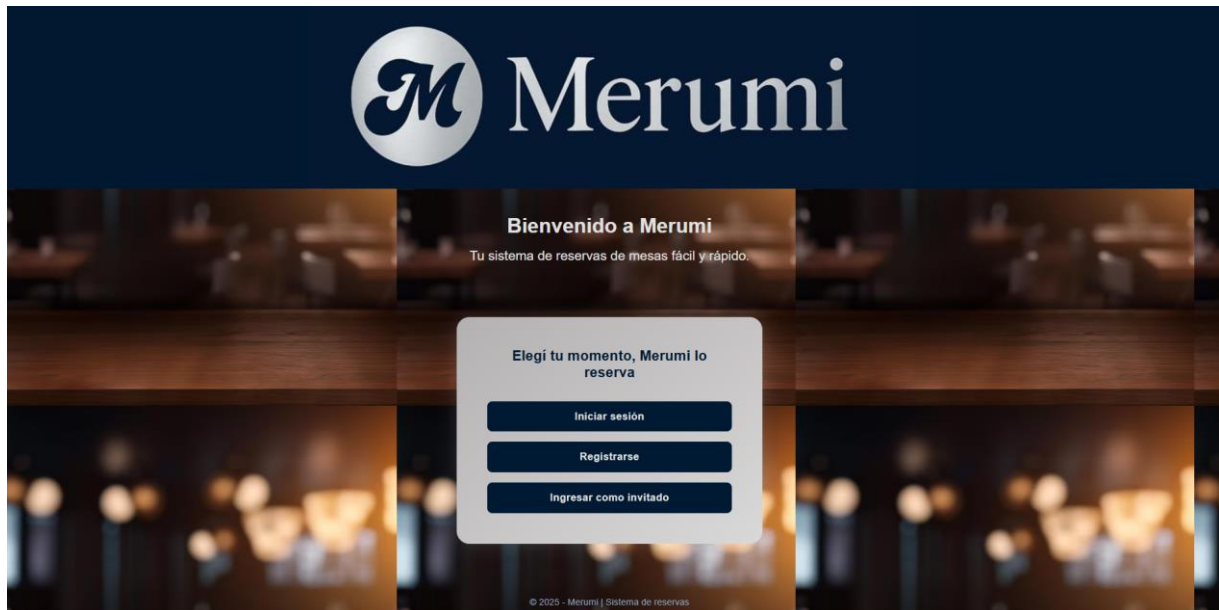 M Merumi
Bienvenido a Merumi
Tu sistema de reservas de mesas fácil y rápido.
Elegí tu momento, Merumi lo
reserva
Iniciar sesión
Registrarse
Ingresar como invitado
© 2025 - Merumi | Sistema de reservas